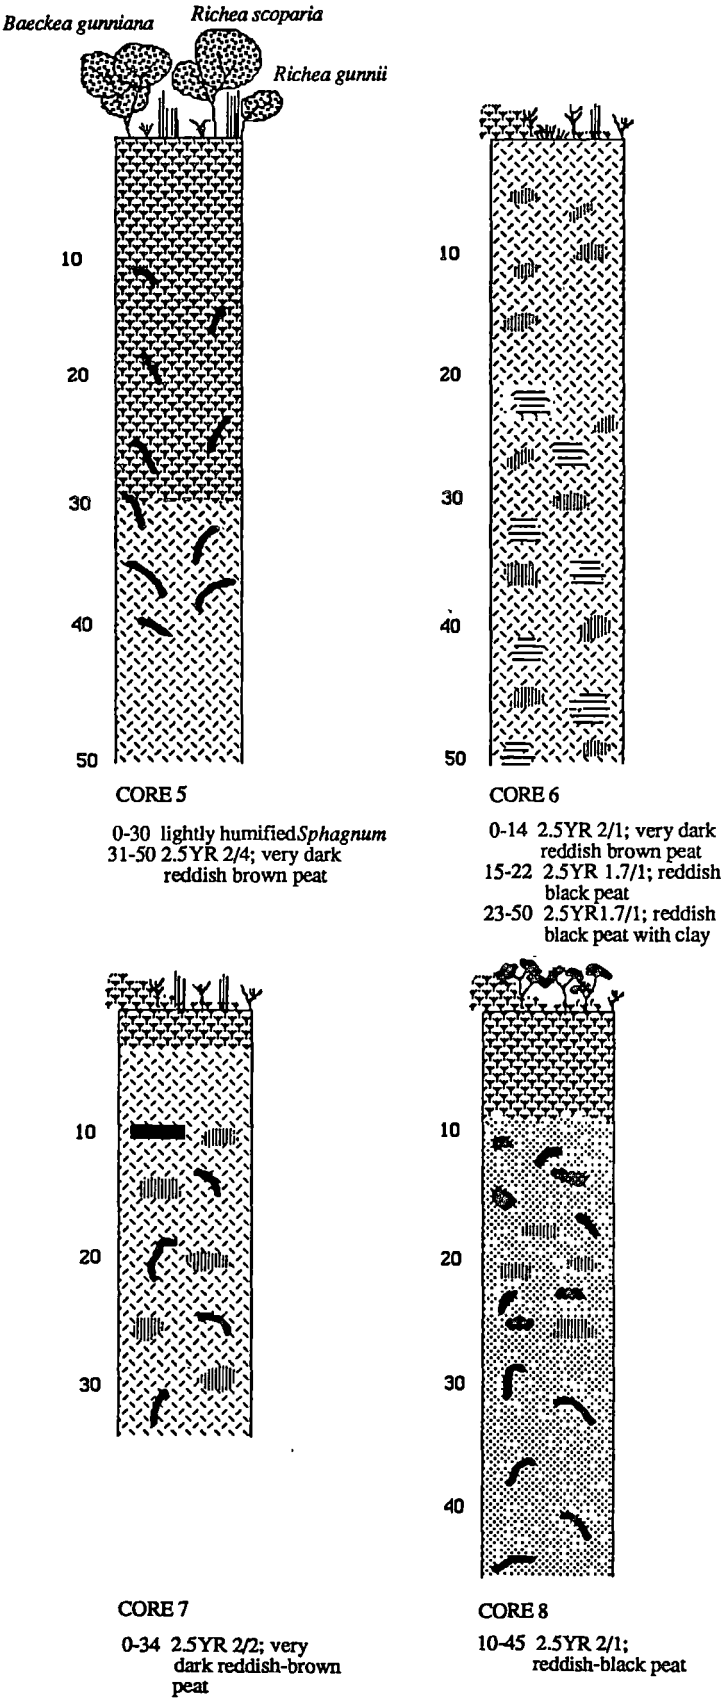 Baeckea gunniana
Richea scoparia
Richea gunnii
10
20
30
40
50
CORE 5
0-30 lightly humified Sphagnum
31-50 2.5YR 2/4; very dark
reddish brown peat
10
20
30
40
50
CORE 6
0-14 2.5YR 2/1; very dark
reddish brown peat
15-22 2.5YR 1.7/1; reddish
black peat
23-50 2.5YR1.7/1; reddish
black peat with clay
10
20
30
CORE 7
0-34 2.5YR 2/2; very
dark reddish-brown
peat
10
20
30
40
CORE 8
10-45 2.5YR 2/1;
reddish-black peat